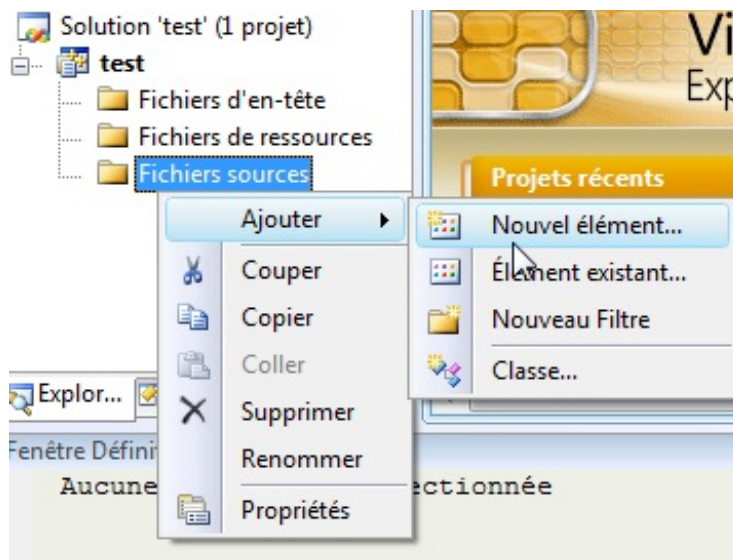 Solution 'test' (1 projet)
test
Fichiers d'en-tête
Fichiers de ressources
Fichiers sources
Vi
Exp
Projets récents
Ajouter
Couper
Copier
Coller
Supprimer
Renommer
Propriétés
Nouvel élément...
Élément existant...
Nouveau Filtre
Classe...
Explor...
Fenêtre Défini
Aucune
ectionnée